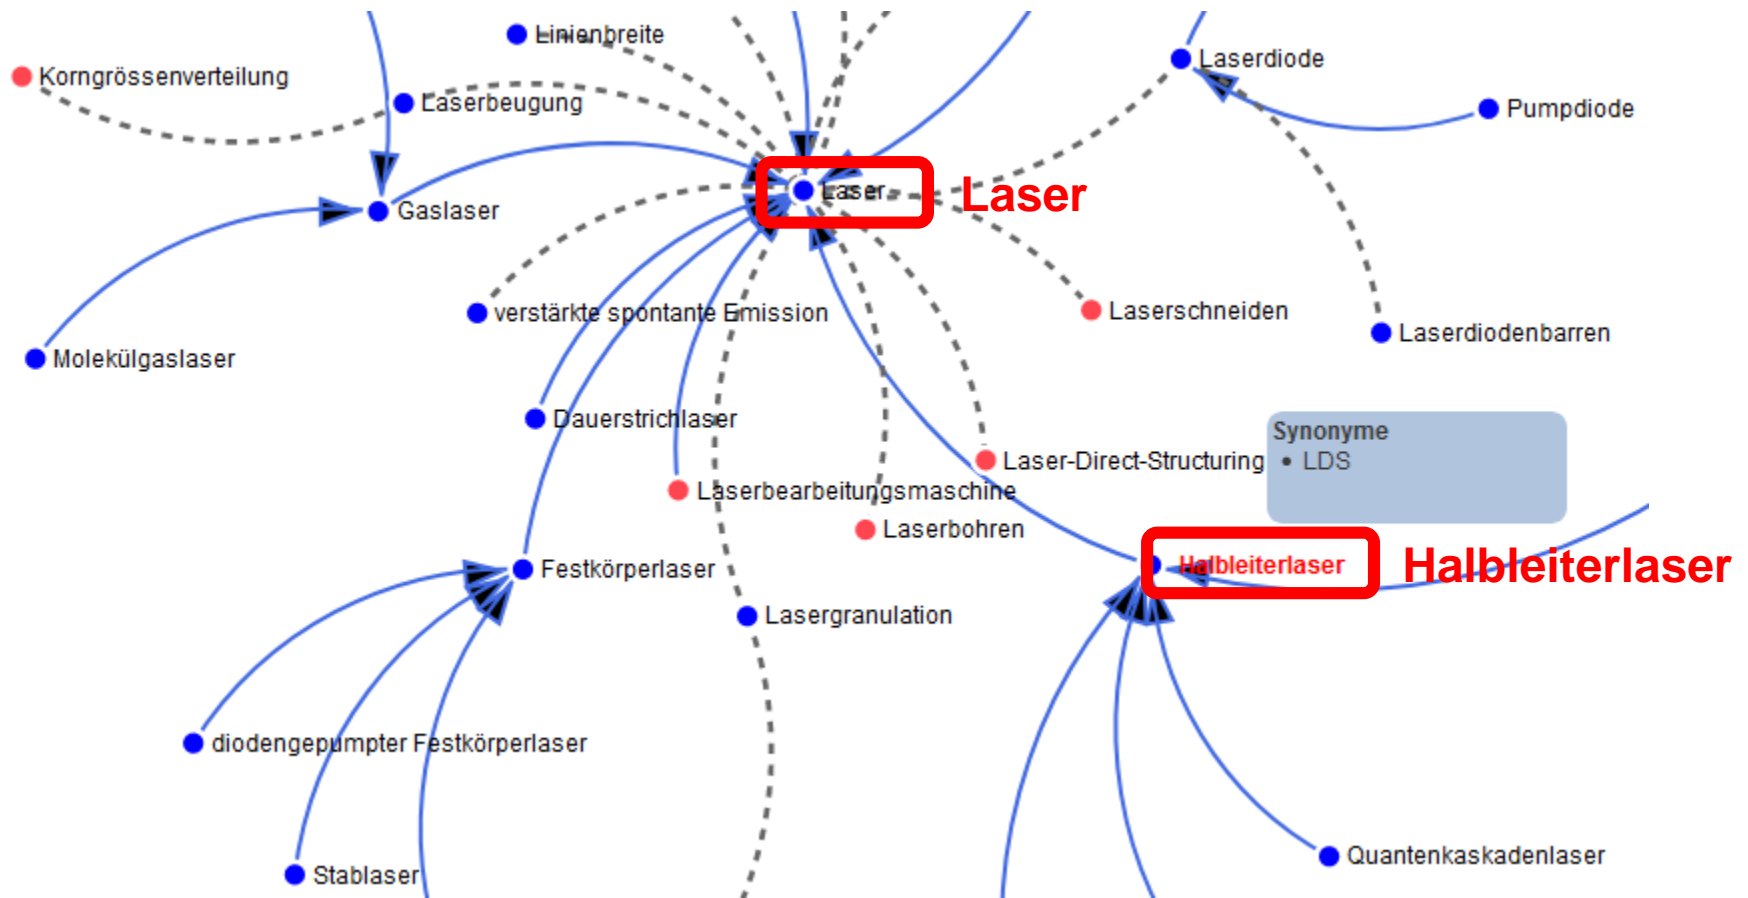 Linienbreite
Laserdiode
Korngrössenverteilung
Laserbeugung
Pumpdiode
Laser
Laser
Gaslaser
verstärkte spontante Emission
Laserschneiden
Laserdiodenbarren
Molekülgaslaser
Dauerstrichlaser
Synonyme
• LDS
Laser-Direct-Structuring
Laserbearbeitungsmaschine
Laserbohren
Halbleiterlaser
Halbleiterlaser
Festkörperlaser
Lasergranulation
diodengepumpter Festkörperlaser
Quantenkaskadenlaser
Stablaser